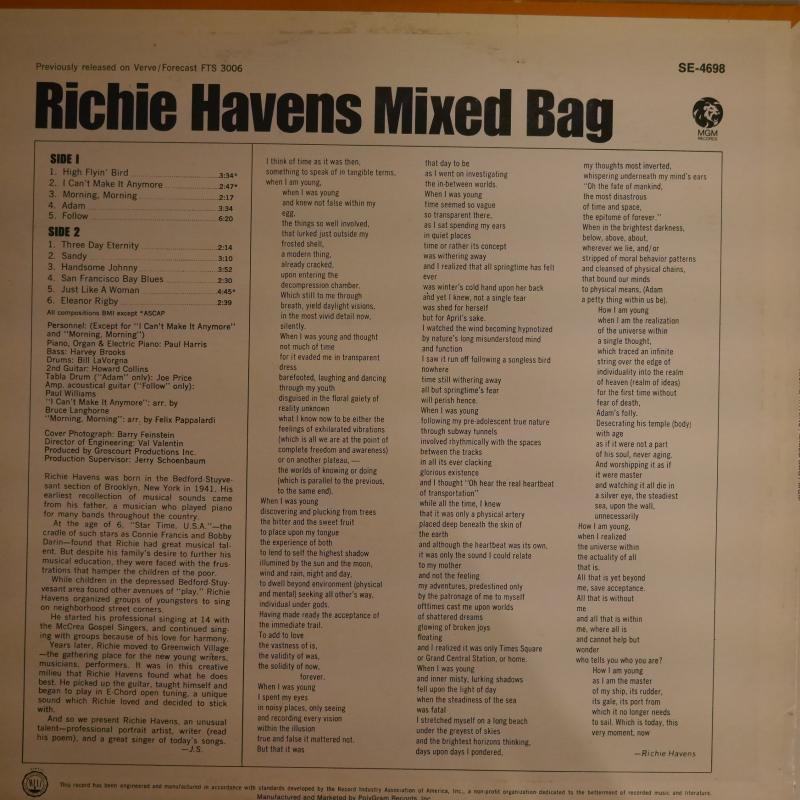 Previously released on Verve/Forecast FTS 3006
SE-4698
Richie Havens Mixed Bag
MGM
RECORDS
SIDE I
1. High Flyin' Bird 3:34*
2. I Can't Make It Anymore 2:47*
3. Morning, Morning 2:17
4. Adam 3:34
5. Follow 6:20
SIDE 2
1. Three Day Eternity 2:14
2. Sandy 3:10
3. Handsome Johnny 3:52
4. San Francisco Bay Blues 2:30
5. Just Like A Woman 4:45*
6. Eleanor Rigby 2:39
All compositions BMI except *ASCAP
Personnel: (Except for "I Can't Make It Anymore"
and "Morning, Morning")
Piano, Organ & Electric Piano: Paul Harris
Bass: Harvey Brooks
Drums: Bill LaVorgna
2nd Guitar: Howard Collins
Tabla Drum ("Adam" only): Joe Price
Amp. acoustical guitar ("Follow" only):
Paul Williams
"I Can't Make It Anymore": arr. by
Bruce Langhorne
"Morning, Morning": arr. by Felix Pappalardi
Cover Photograph: Barry Feinstein
Director of Engineering: Val Valentin
Produced by Groscourt Productions Inc.
Production Supervisor: Jerry Schoenbaum
Richie Havens was born in the Bedford-Stuyve-
sant section of Brooklyn, New York in 1941. His
earliest recollection of musical sounds came
from his father, a musician who played piano
for many bands throughout the country.
At the age of 6, "Star Time, U.S.A."—the
cradle of such stars as Connie Francis and Bobby
Darin—found that Richie had great musical tal-
ent. But despite his family's desire to further his
musical education, they were faced with the frus-
trations that hamper the children of the poor.
While children in the depressed Bedford-Stuy-
vesant area found other avenues of "play," Richie
Havens organized groups of youngsters to sing
on neighborhood street corners.
He started his professional singing at 14 with
the McCrea Gospel Singers, and continued sing-
ing with groups because of his love for harmony.
Years later, Richie moved to Greenwich Village
—the gathering place for the new young writers,
musicians, performers. It was in this creative
milieu that Richie Havens found what he does
best. He picked up the guitar, taught himself and
began to play in E-Chord open tuning, a unique
sound which Richie loved and decided to stick
with.
And so we present Richie Havens, an unusual
talent—professional portrait artist, writer (read
his poem), and a great singer of today's songs.
—J.S.
I think of time as it was then,
something to speak of in tangible terms,
when I am young,
when I was young
and knew not false within my
egg,
the things so well involved,
that lurked just outside my
frosted shell,
a modern thing,
already cracked,
upon entering the
decompression chamber.
Which still to me through
breath, yield daylight visions,
in the most vivid detail now,
silently.
When I was young and thought
not much of time
for it evaded me in transparent
dress
barefooted, laughing and dancing
through my youth
disguised in the floral gaiety of
reality unknown
what I know now to be either the
feelings of exhilarated vibrations
(which is all we are at the point of
complete freedom and awareness)
or on another plateau, —
the worlds of knowing or doing
(which is parallel to the previous,
to the same end).
When I was young
discovering and plucking from trees
the bitter and the sweet fruit
to place upon my tongue
the experience of both
to lend to self the highest shadow
illumined by the sun and the moon,
wind and rain, night and day,
to dwell beyond environment (physical
and mental) seeking all other's way,
individual under gods.
Having made ready the acceptance of
the immediate trail.
To add to love
the vastness of is,
the validity of was,
the solidity of now,
forever.
When I was young
I spent my eyes
in noisy places, only seeing
and recording every vision
within the illusion
true and false it mattered not.
But that it was
that day to be
as I went on investigating
the in-between worlds.
When I was young
time seemed so vague
so transparent there,
as I sat spending my ears
in quiet places
time or rather its concept
was withering away
and I realized that all springtime has fell
ever
was winter's cold hand upon her back
and yet I knew, not a single fear
was shed for herself
but for April's sake.
I watched the wind becoming hypnotized
by nature's long misunderstood mind
and function
I saw it run off following a songless bird
nowhere
time still withering away
all but springtime's fear
will perish hence.
When I was young
following my pre-adolescent true nature
through subway tunnels
involved rhythmically with the spaces
between the tracks
in all its ever clacking
glorious existence
and I thought "Oh hear the real heartbeat
of transportation"
while all the time, I knew
that it was only a physical artery
placed deep beneath the skin of
the earth
and although the heartbeat was its own,
it was only the sound I could relate
to my mother
and not the feeling
my adventures, predestined only
by the patronage of me to myself
ofttimes cast me upon worlds
of shattered dreams
glowing of broken joys
floating
and I realized it was only Times Square
or Grand Central Station, or home.
When I was young
and inner misty, lurking shadows
fell upon the light of day
when the steadiness of the sea
was fatal
I stretched myself on a long beach
under the greyest of skies
and the brightest horizons thinking,
days upon days I pondered,
my thoughts most inverted,
whispering underneath my mind's ears
"Oh the fate of mankind,
the most disastrous
of time and space,
the epitome of forever."
When in the brightest darkness,
below, above, about,
wherever we lie, and/or
stripped of moral behavior patterns
and cleansed of physical chains,
that bound our minds
to physical means, (Adam
a petty thing within us be).
How I am young
when I am the realization
of the universe within
a single thought,
which traced an infinite
string over the edge of
individuality into the realm
of heaven (realm of ideas)
for the first time without
fear of death,
Adam's folly.
Desecrating his temple (body)
with age
as if it were not a part
of his soul, never aging.
And worshipping it as if
it were master
and watching it all die in
a silver eye, the steadiest
sea, upon the wall,
unnecessarily
How I am young,
when I realized
the universe within
the actuality of all
that is.
All that is yet beyond
me, save acceptance.
All that is without
me
and all that is within
me, where all is
and cannot help but
wonder
who tells you who you are?
How I am young
as I am the master
of my ship, its rudder,
its gale, its port from
which it no longer needs
to sail. Which is today, this
very moment, now
—Richie Havens
This record has been engineered and manufactured in accordance with standards developed by the Record Industry Association of America, Inc., a non-profit organization dedicated to the betterment of recorded music and literature.
Manufactured and Marketed by PolyGram Records, Inc.